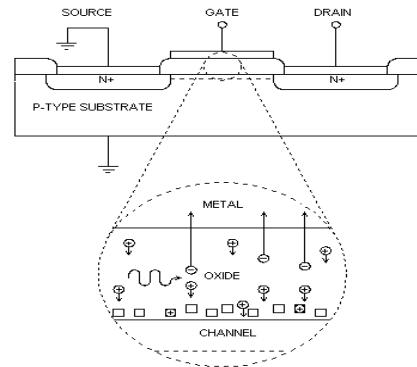 SOURCE GATE DRAIN
N+ N+
P-TYPE SUBSTRATE
METAL
OXIDE
CHANNEL